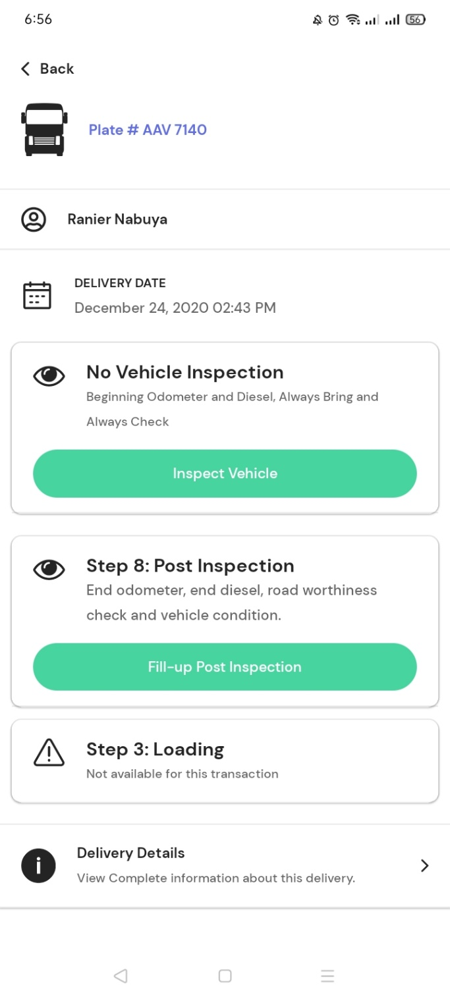 6:56
56
Back
Plate # AAV 7140
Ranier Nabuya
DELIVERY DATE
December 24, 2020 02:43 PM
No Vehicle Inspection
Beginning Odometer and Diesel, Always Bring and
Always Check
Inspect Vehicle
Step 8: Post Inspection
End odometer, end diesel, road worthiness
check and vehicle condition.
Fill-up Post Inspection
Step 3: Loading
Not available for this transaction
Delivery Details
View Complete information about this delivery.